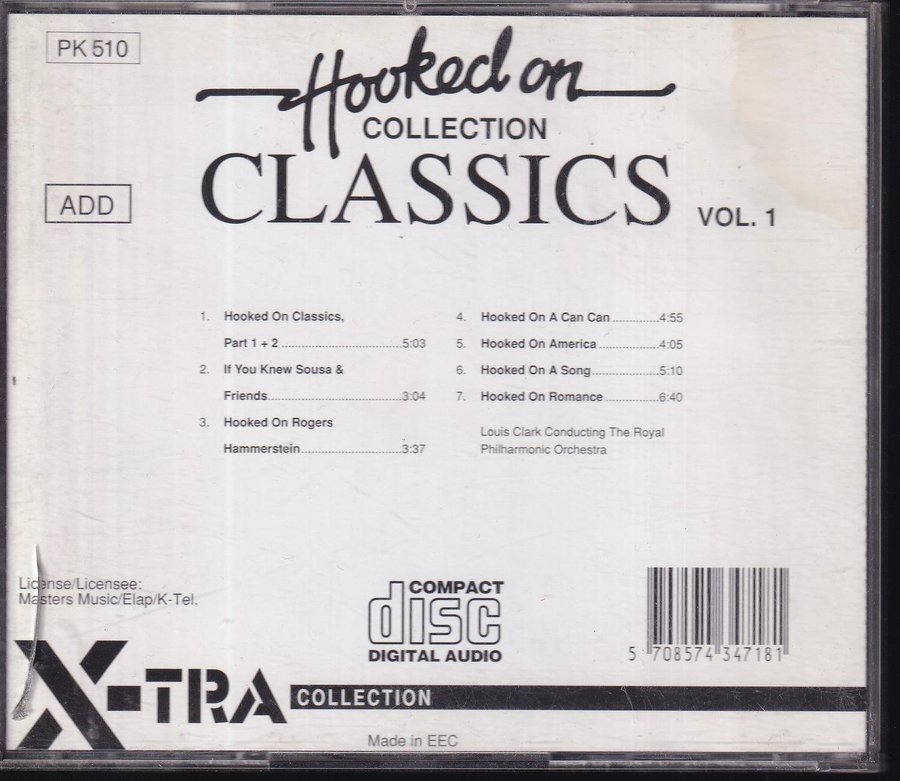 PK 510
Hooked on
COLLECTION
CLASSICS VOL. 1
ADD
1. Hooked On Classics,
Part 1 + 2 ........ 5:03
2. If You Knew Sousa &
Friends........ 3:04
3. Hooked On Rogers
Hammerstein........ 3:37
4. Hooked On A Can Can ........ 4:55
5. Hooked On America ........ 4:05
6. Hooked On A Song........ 5:10
7. Hooked On Romance ........ 6:40
Louis Clark Conducting The Royal
Philharmonic Orchestra
License/Licensee:
Masters Music/Elap/K-Tel.
COMPACT
disc
DIGITAL AUDIO
5 708574 347181
X-TRA COLLECTION
Made in EEC